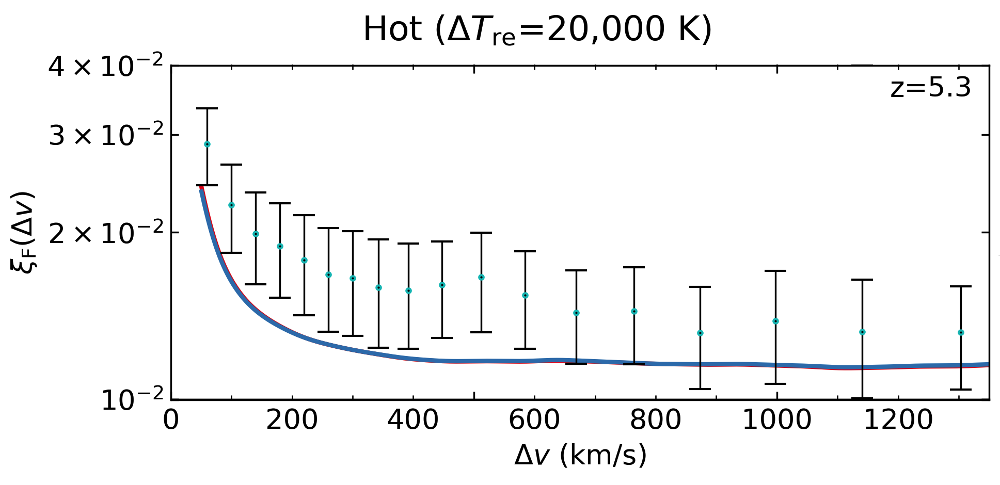 Hot (ΔT_re=20,000 K)
z=5.3
4 × 10⁻²
3 × 10⁻²
2 × 10⁻²
10⁻²
ξ_F(Δv)
0 200 400 600 800 1000 1200
Δv (km/s)